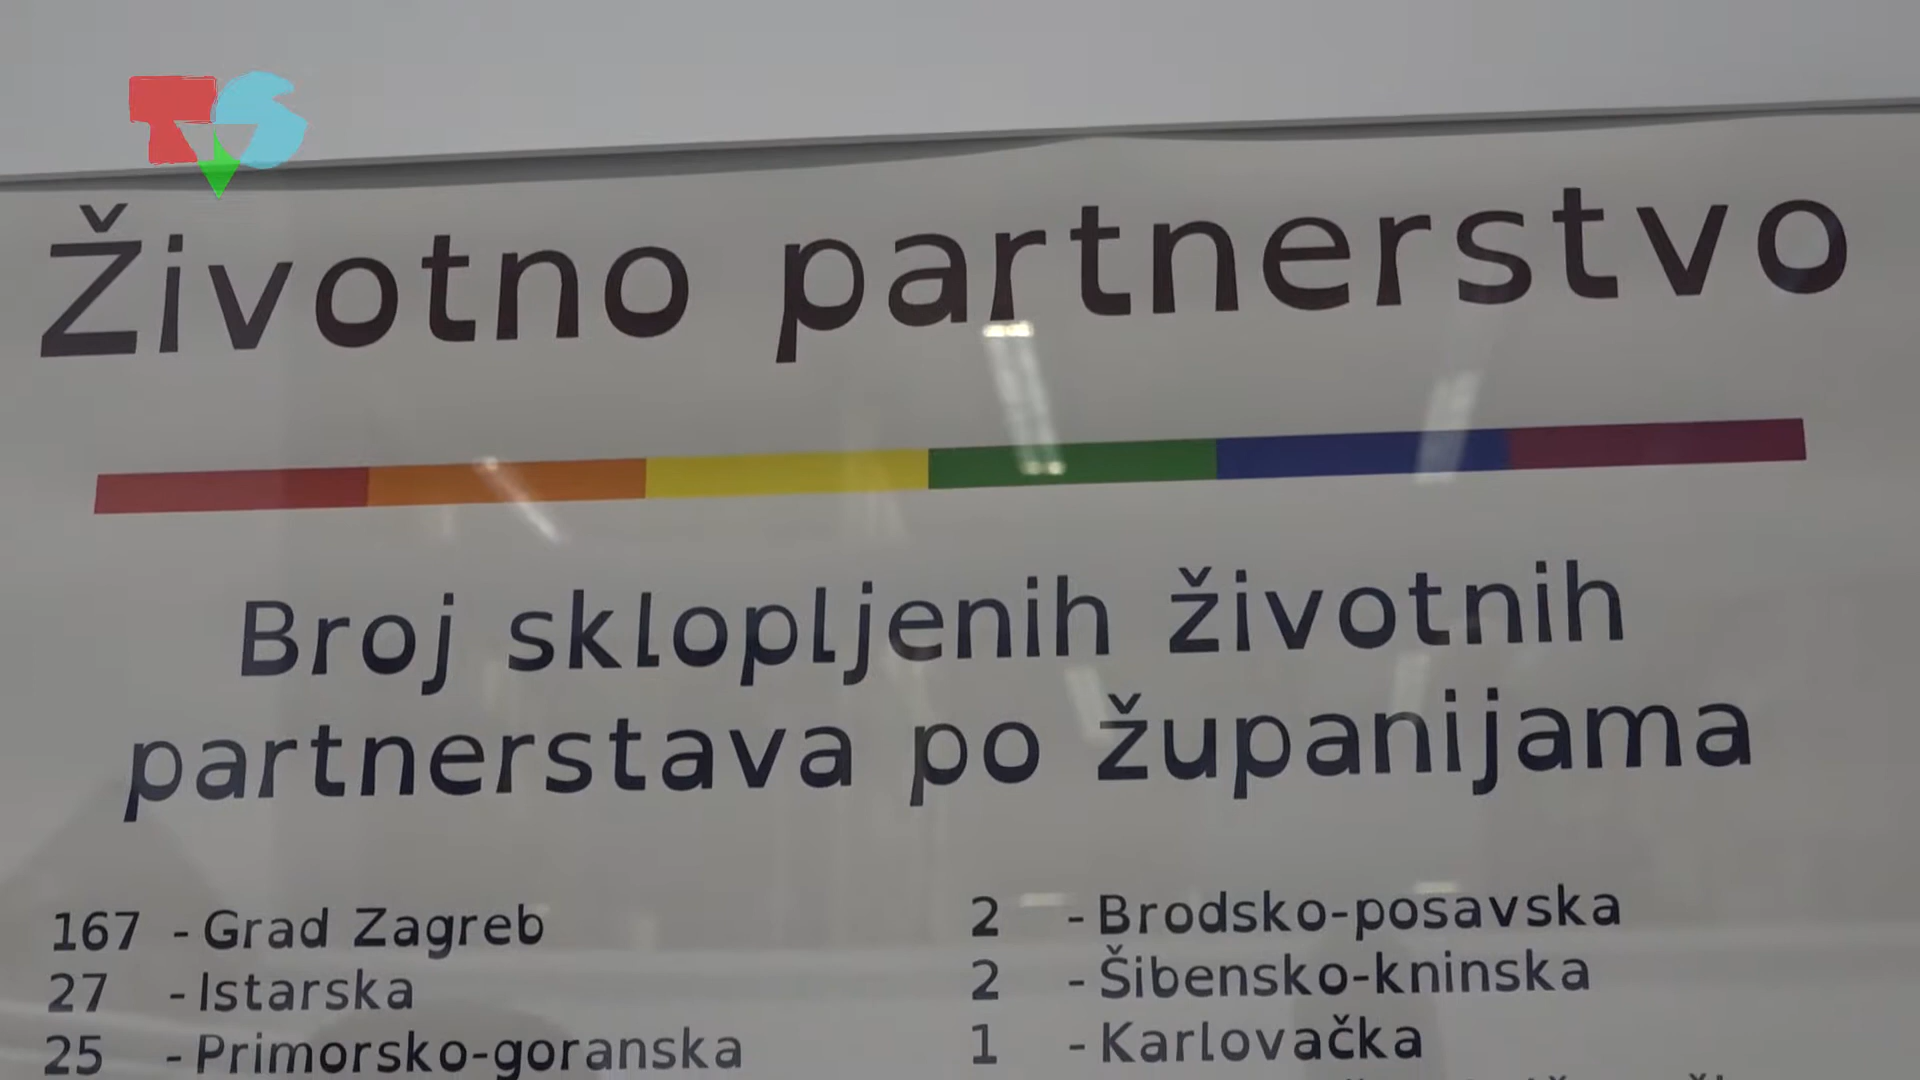 TS
Životno partnerstvo
Broj sklopljenih životnih
partnerstava po županijama
167 - Grad Zagreb
27 - Istarska
25 - Primorsko-goranska
2 - Brodsko-posavska
2 - Šibensko-kninska
1 - Karlovačka